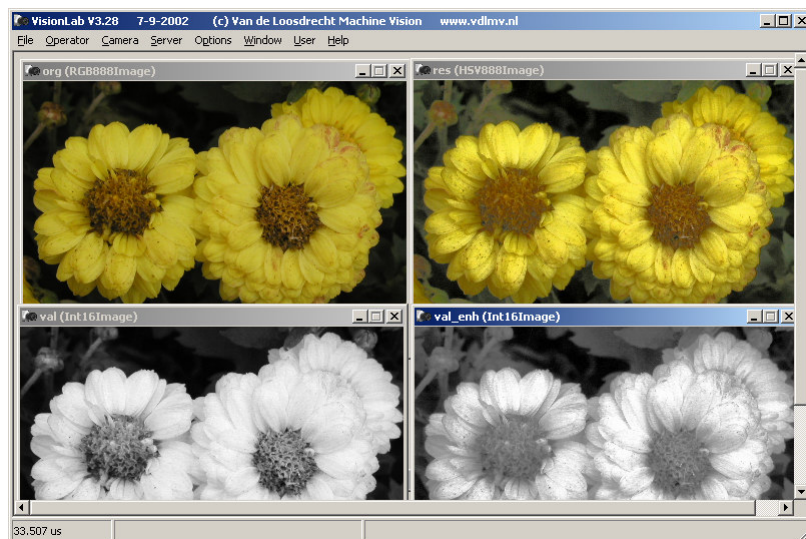 VisionLab V3.28 7-9-2002 (c) Van de Loosdrecht Machine Vision www.vdlmv.nl
File Operator Camera Server Options Window User Help
org (RGB888Image)
res (HSV888Image)
val (Int16Image)
val_enh (Int16Image)
33.507 us